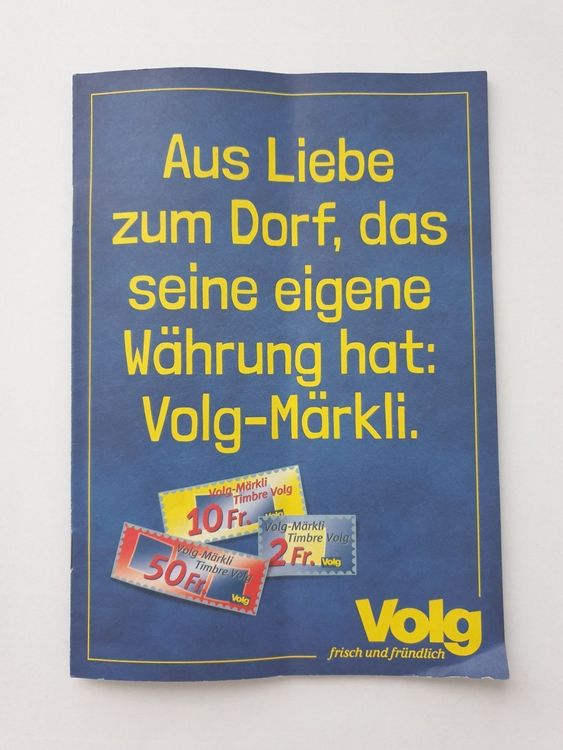 Aus Liebe
zum Dorf, das
seine eigene
Währung hat:
Volg-Märkli.
Volg-Märkli
Timbre Volg
10 Fr.
Volg
Volg-Märkli
Timbre Volg
2 Fr.
Volg
Volg-Märkli
Timbre Volg
50 Fr.
Volg
Volg
frisch und fründlich